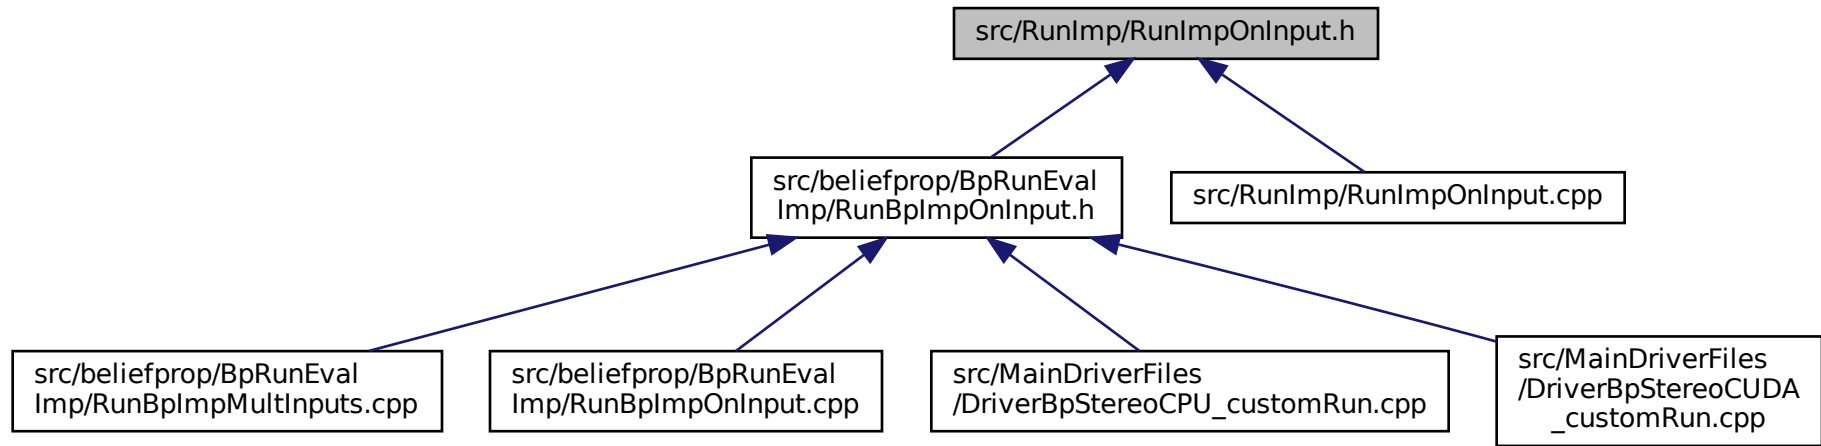 src/RunImp/RunImpOnInput.h
src/beliefprop/BpRunEval
Imp/RunBpImpOnInput.h
src/RunImp/RunImpOnInput.cpp
src/beliefprop/BpRunEval
Imp/RunBpImpMultInputs.cpp
src/beliefprop/BpRunEval
Imp/RunBpImpOnInput.cpp
src/MainDriverFiles
/DriverBpStereoCPU_customRun.cpp
src/MainDriverFiles
/DriverBpStereoCUDA
_customRun.cpp